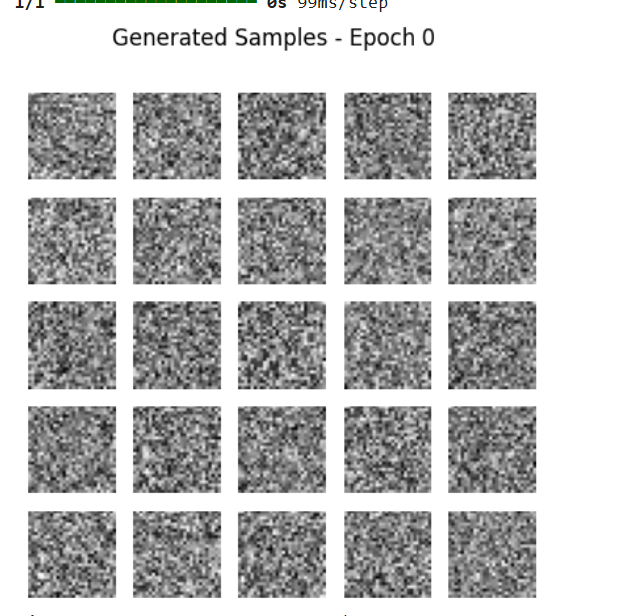 1/1 ━━━━━━━━━━━━━━━━━━━━ 0s 99ms/step
Generated Samples - Epoch 0